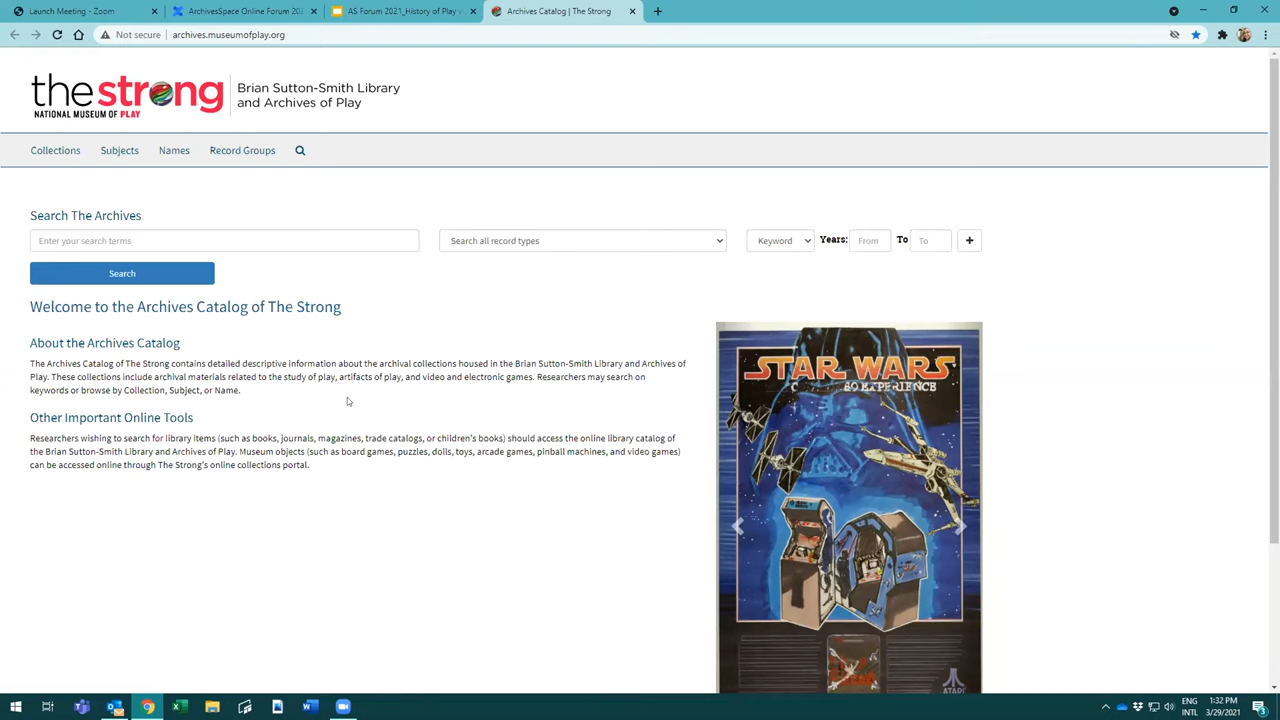 Launch Meeting - Zoom
ArchivesSpace Online Forum 202
AS Forum 2021_History of Play
Archives Catalog | The Strong
Not secure
archives.museumofplay.org
the strong
NATIONAL MUSEUM OF PLAY
Brian Sutton-Smith Library
and Archives of Play
Collections
Subjects
Names
Record Groups
Search The Archives
Enter your search terms
Search all record types
Keyword
Years:
From
To
To
Search
Welcome to the Archives Catalog of The Strong
About the Archives Catalog
The Archives Catalog of The Strong contains detailed descriptive information about the archival collections housed in the Brian Sutton-Smith Library and Archives of
Play. These collections include archival materials related to the study of play, artifacts of play, and video and electronic games. Researchers may search on
keywords or browse by Collection, Subject, or Name.
Other Important Online Tools
Researchers wishing to search for library items (such as books, journals, magazines, trade catalogs, or children's books) should access the online library catalog of
the Brian Sutton-Smith Library and Archives of Play. Museum objects (such as board games, puzzles, dolls, toys, arcade games, pinball machines, and video games)
can be accessed online through The Strong's online collections portal.
STAR WARS
EXPERIENCE
ATARI
ENG
INTL
1:32 PM
3/29/2021
3